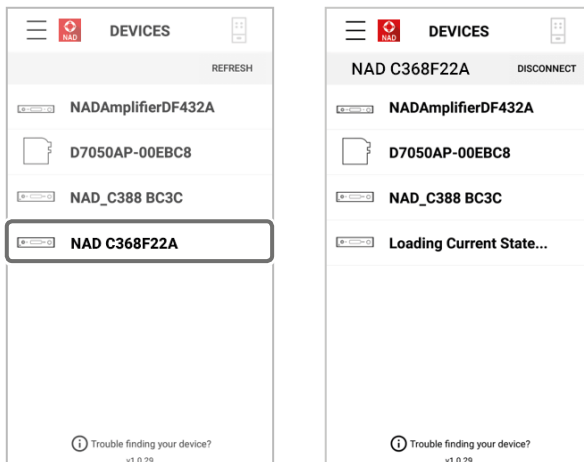 NAD
DEVICES
REFRESH
NADAmplifierDF432A
D7050AP-00EBC8
NAD_C388 BC3C
NAD C368F22A
Trouble finding your device?
v1.0.29
NAD
DEVICES
NAD C368F22A
DISCONNECT
NADAmplifierDF432A
D7050AP-00EBC8
NAD_C388 BC3C
Loading Current State...
Trouble finding your device?
v1.0.29